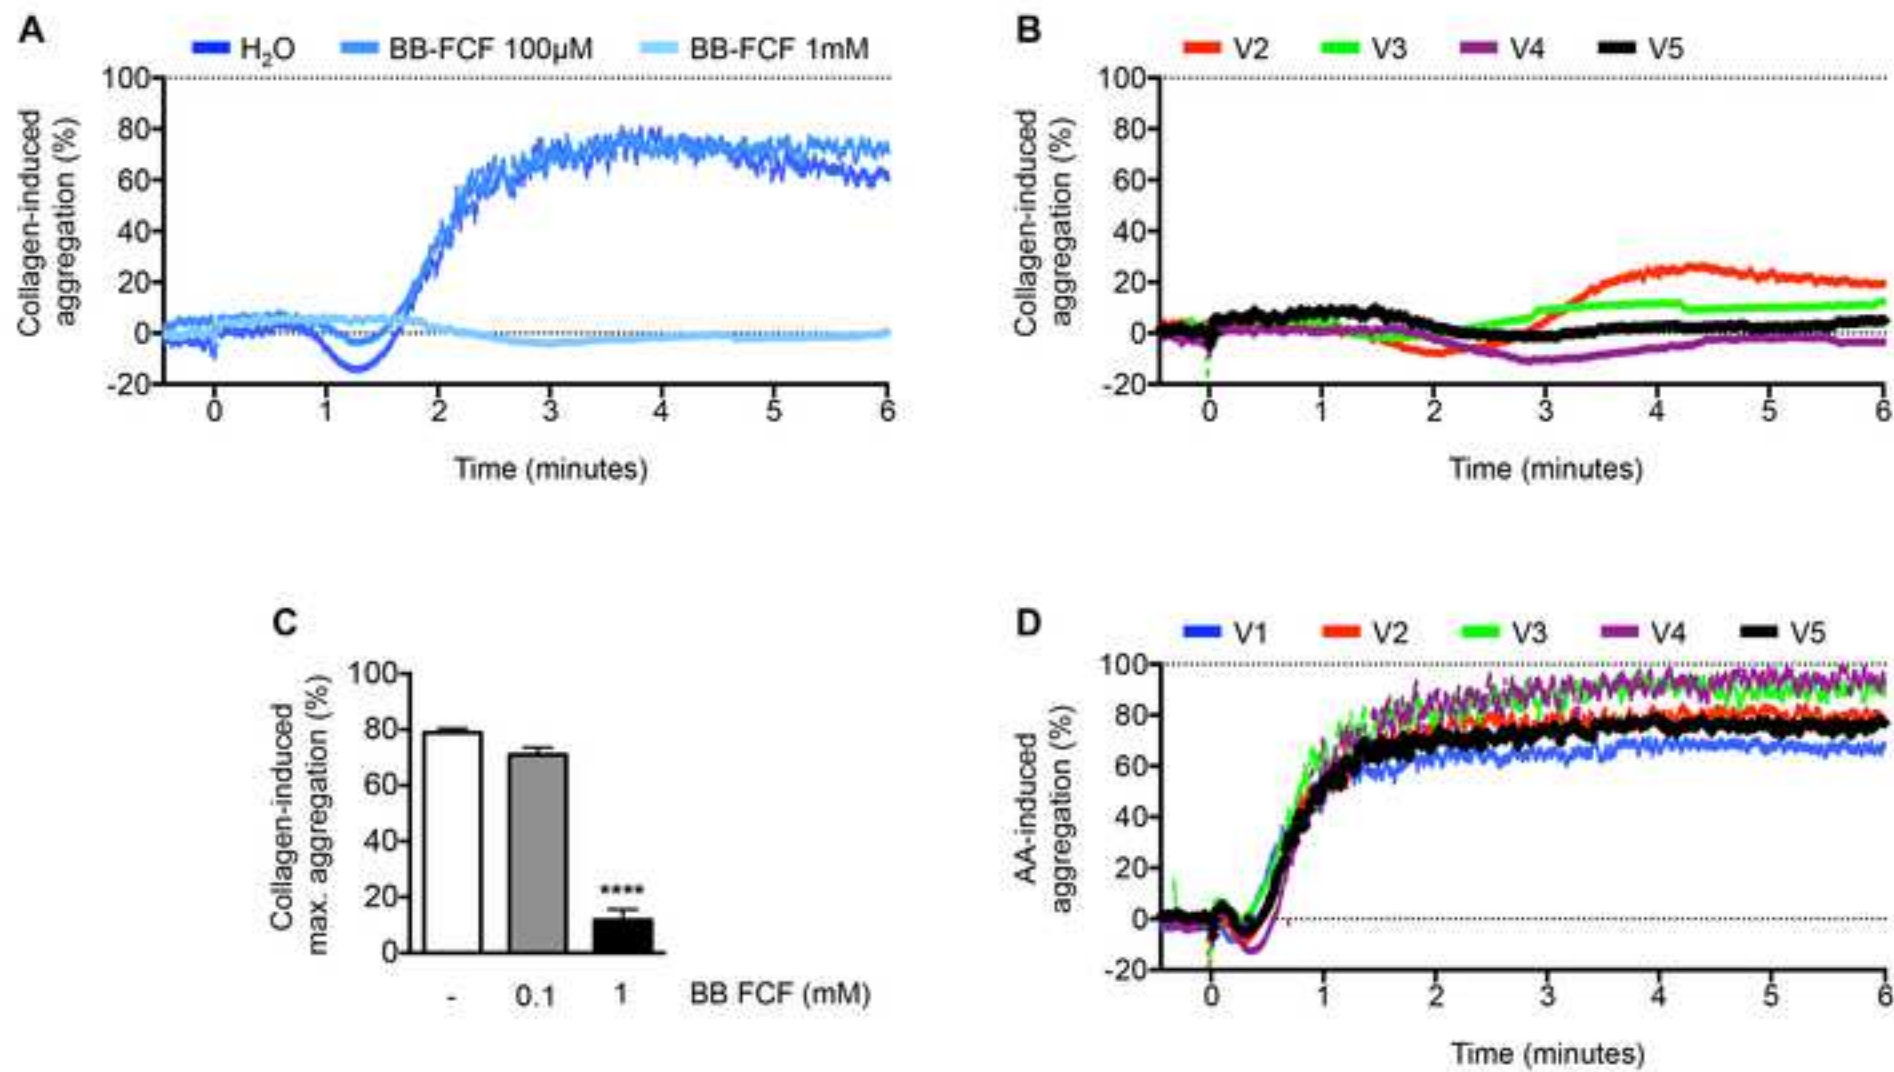 A
H₂O BB-FCF 100µM BB-FCF 1mM
Collagen-induced
aggregation (%)
100
80
60
40
20
0
-20
0 1 2 3 4 5 6
Time (minutes)
B
V2 V3 V4 V5
Collagen-induced
aggregation (%)
100
80
60
40
20
0
-20
0 1 2 3 4 5 6
Time (minutes)
C
Collagen-induced
max. aggregation (%)
100
80
60
40
20
0
****
- 0.1 1 BB FCF (mM)
D
V1 V2 V3 V4 V5
AA-induced
aggregation (%)
100
80
60
40
20
0
-20
0 1 2 3 4 5 6
Time (minutes)